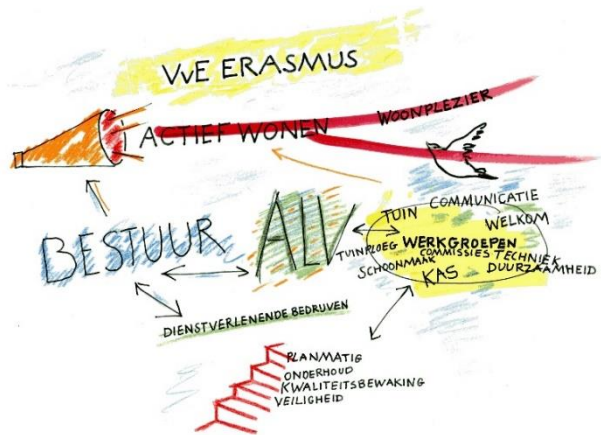 VvE ERASMUS
WOONPLEZIER
ACTIEF WONEN
BESTUUR
ALV
TUIN
COMMUNICATIE
WELKOM
TUINPLOEG
WERKGROEPEN
COMMISSIES
TECHNIEK
SCHOONMAAK
KAS
DUURZAAMHEID
DIENSTVERLENENDE BEDRIJVEN
PLANMATIG
ONDERHOUD
KWALITEITSBEWAKING
VEILIGHEID